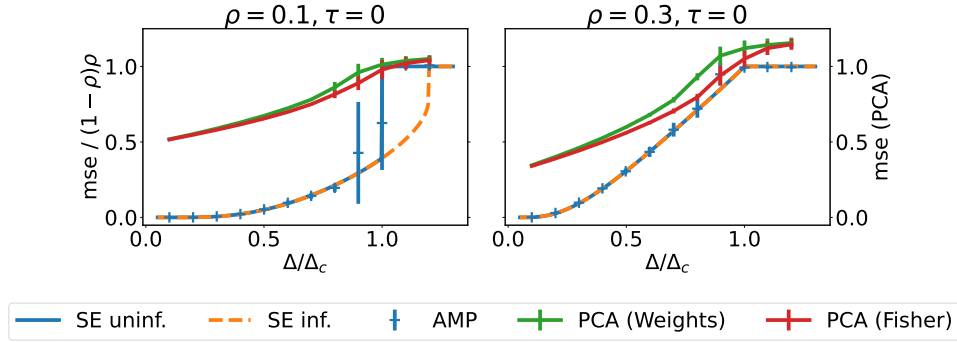 ρ = 0.1, τ = 0
ρ = 0.3, τ = 0
mse / (1 − ρ)ρ
1.0
0.5
0.0
0.0
0.5
1.0
Δ/Δc
0.0
0.5
1.0
Δ/Δc
1.0
0.5
0.0
mse (PCA)
SE uninf.
SE inf.
AMP
PCA (Weights)
PCA (Fisher)